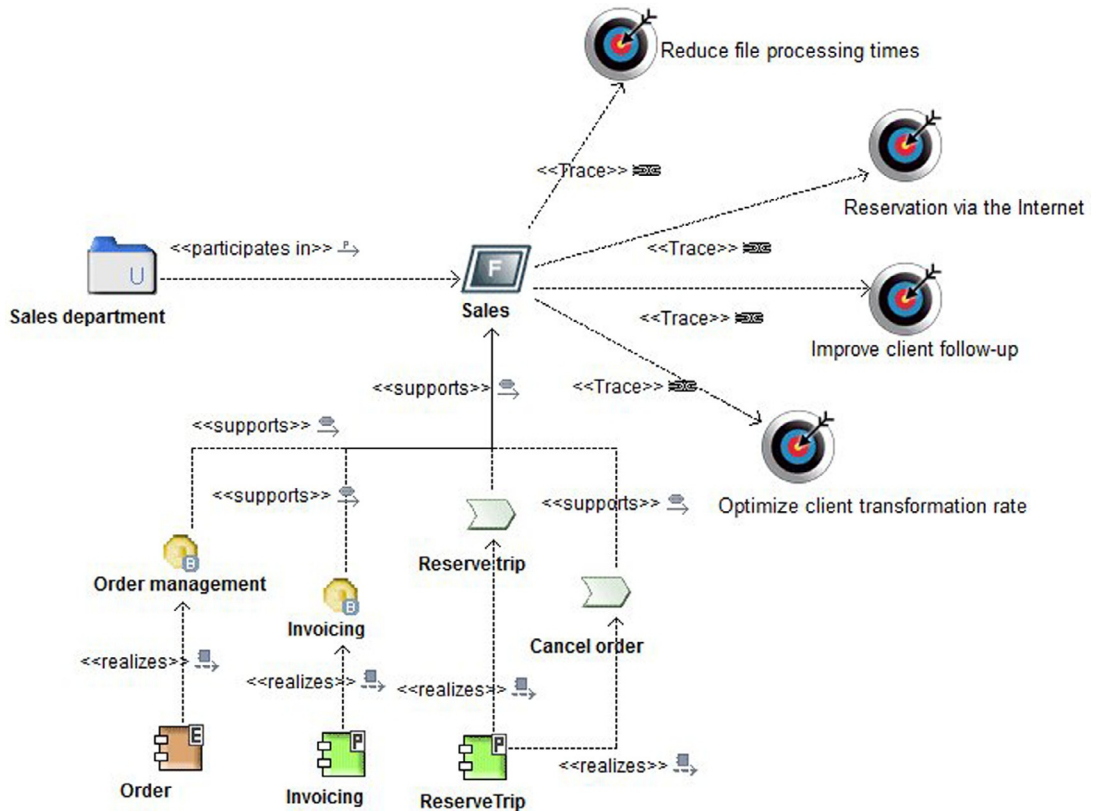 Reduce file processing times
<<Trace>>
Reservation via the Internet
<<participates in>> P
<<Trace>>
U
F
Sales department
Sales
<<Trace>>
Improve client follow-up
<<supports>>
<<Trace>>
<<supports>>
<<supports>>
<<supports>>
Optimize client transformation rate
B
Order management
Reserve trip
B
Invoicing
Cancel order
<<realizes>>
<<realizes>>
<<realizes>>
E
P
P
<<realizes>>
Order
Invoicing
ReserveTrip